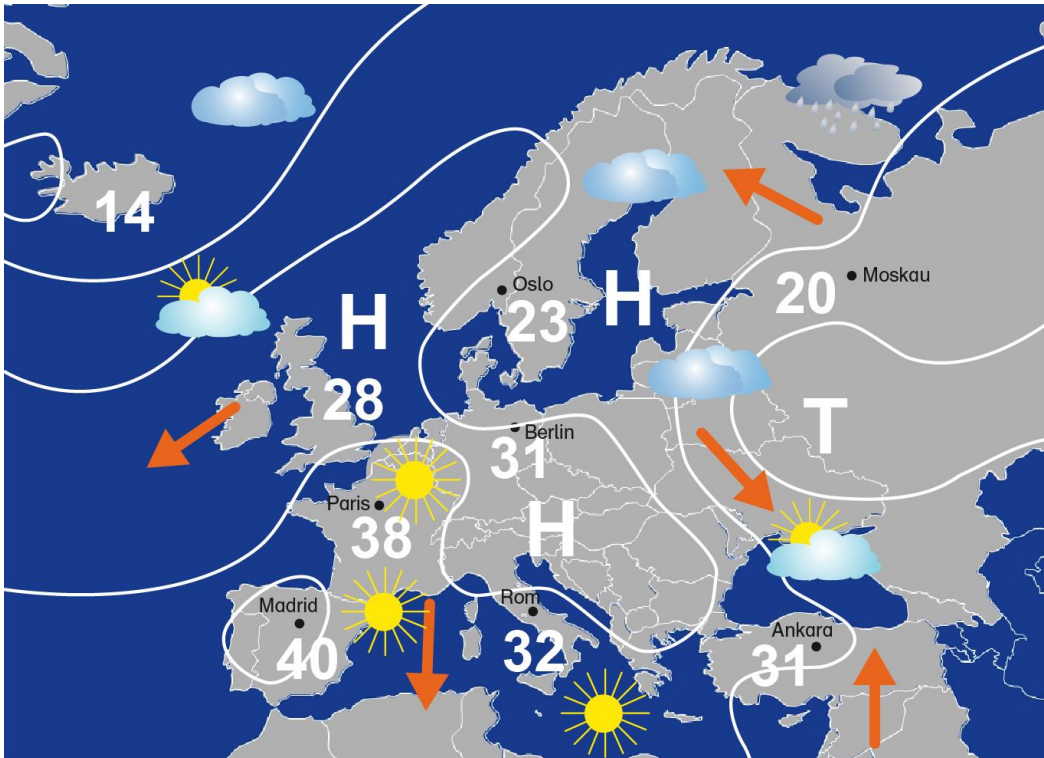 14
Oslo
H
H
23
20
Moskau
28
T
Berlin
31
Paris
38
H
Madrid
40
Rom
32
Ankara
31